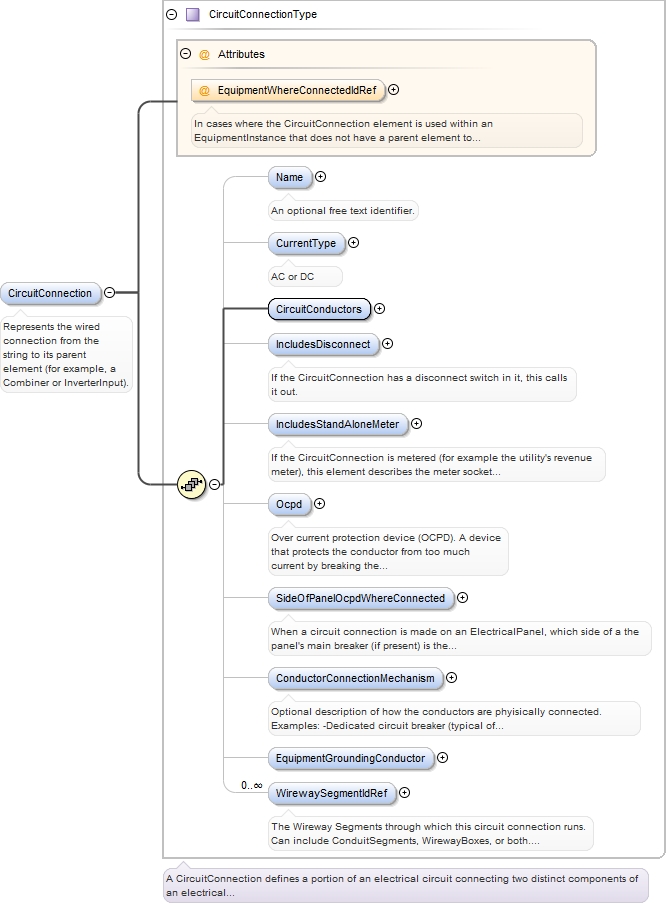 CircuitConnectionType
@ Attributes
@ EquipmentWhereConnectedIdRef
In cases where the CircuitConnection element is used within an
EquipmentInstance that does not have a parent element to...
Name
An optional free text identifier.
CurrentType
AC or DC
CircuitConnection
Represents the wired
connection from the
string to its parent
element (for example, a
Combiner or InverterInput).
CircuitConductors
IncludesDisconnect
If the CircuitConnection has a disconnect switch in it, this calls
it out.
IncludesStandAloneMeter
If the CircuitConnection is metered (for example the utility's revenue
meter), this element describes the meter socket...
Ocpd
Over current protection device (OCPD). A device
that protects the conductor from too much
current by breaking the...
SideOfPanelOcpdWhereConnected
When a circuit connection is made on an ElectricalPanel, which side of a the
panel's main breaker (if present) is the...
ConductorConnectionMechanism
Optional description of how the conductors are phyisically connected.
Examples: -Dedicated circuit breaker (typical of...
EquipmentGroundingConductor
0..∞
WirewaySegmentIdRef
The Wireway Segments through which this circuit connection runs.
Can include ConduitSegments, WirewayBoxes, or both....
A CircuitConnection defines a portion of an electrical circuit connecting two distinct components of
an electrical...